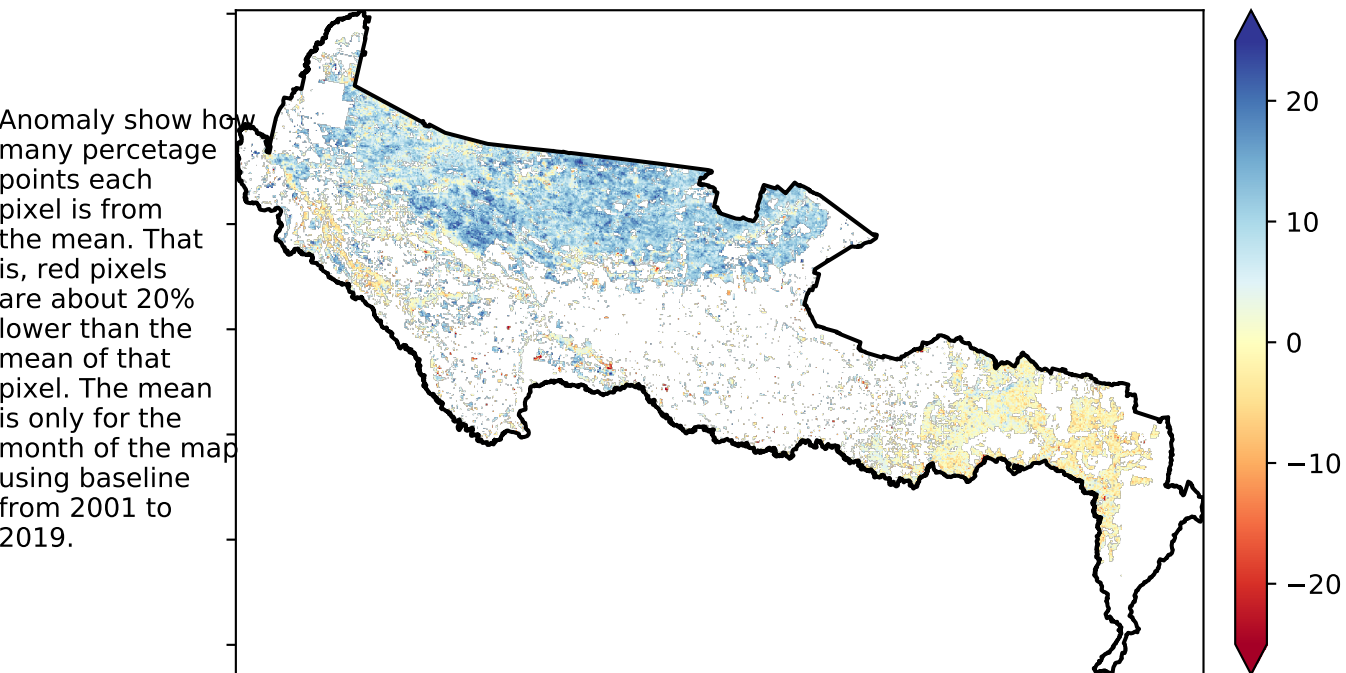 Anomaly show how
many percetage
points each
pixel is from
the mean. That
is, red pixels
are about 20%
lower than the
mean of that
pixel. The mean
is only for the
month of the map
using baseline
from 2001 to
2019.
20
10
0
−10
−20